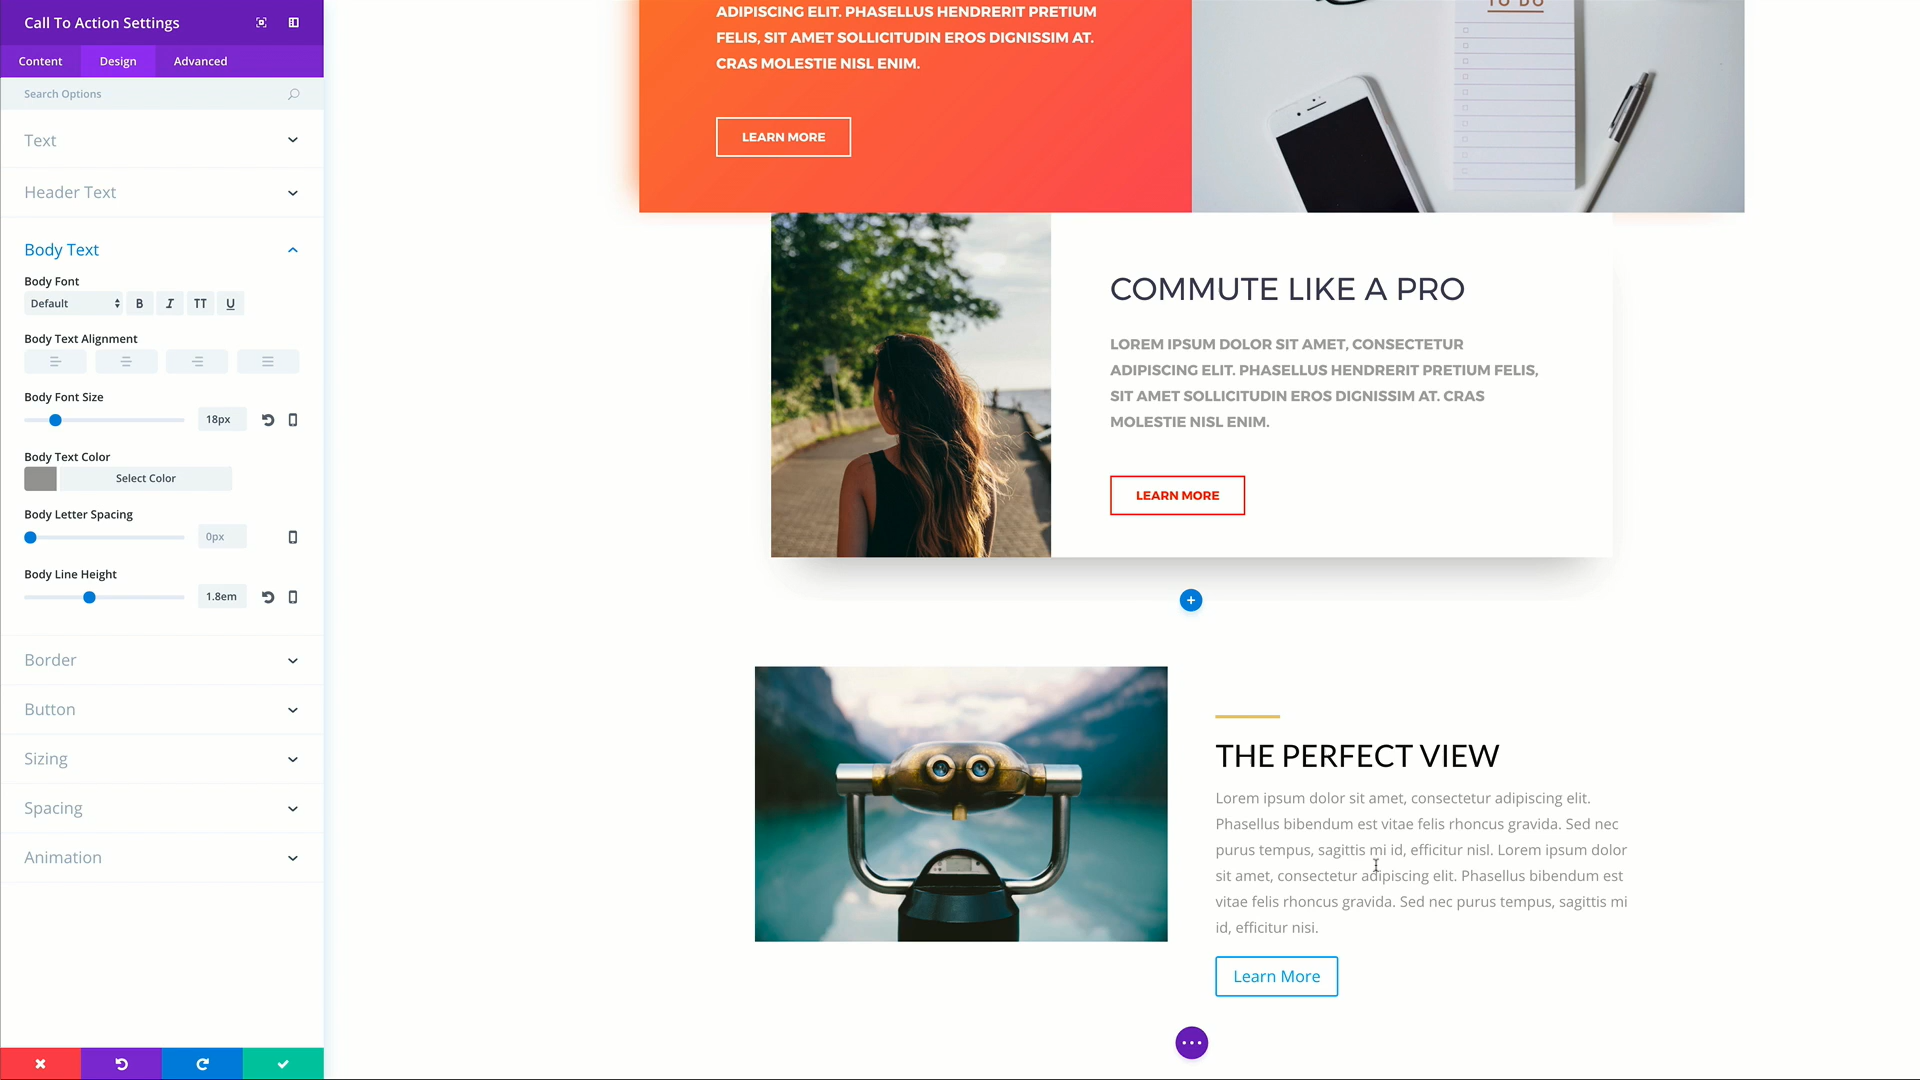 Call To Action Settings
Content
Design
Advanced
Search Options
Text
Header Text
Body Text
Body Font
Default
B
I
TT
U
Body Text Alignment
Body Font Size
18px
Body Text Color
Select Color
Body Letter Spacing
0px
Body Line Height
1.8em
Border
Button
Sizing
Spacing
Animation
ADIPISCING ELIT. PHASELLUS HENDRERIT PRETIUM
FELIS, SIT AMET SOLLICITUDIN EROS DIGNISSIM AT.
CRAS MOLESTIE NISL ENIM.
LEARN MORE
TO DO
COMMUTE LIKE A PRO
LOREM IPSUM DOLOR SIT AMET, CONSECTETUR
ADIPISCING ELIT. PHASELLUS HENDRERIT PRETIUM FELIS,
SIT AMET SOLLICITUDIN EROS DIGNISSIM AT. CRAS
MOLESTIE NISL ENIM.
LEARN MORE
THE PERFECT VIEW
Lorem ipsum dolor sit amet, consectetur adipiscing elit.
Phasellus bibendum est vitae felis rhoncus gravida. Sed nec
purus tempus, sagittis mi id, efficitur nisl. Lorem ipsum dolor
sit amet, consectetur adipiscing elit. Phasellus bibendum est
vitae felis rhoncus gravida. Sed nec purus tempus, sagittis mi
id, efficitur nisi.
Learn More